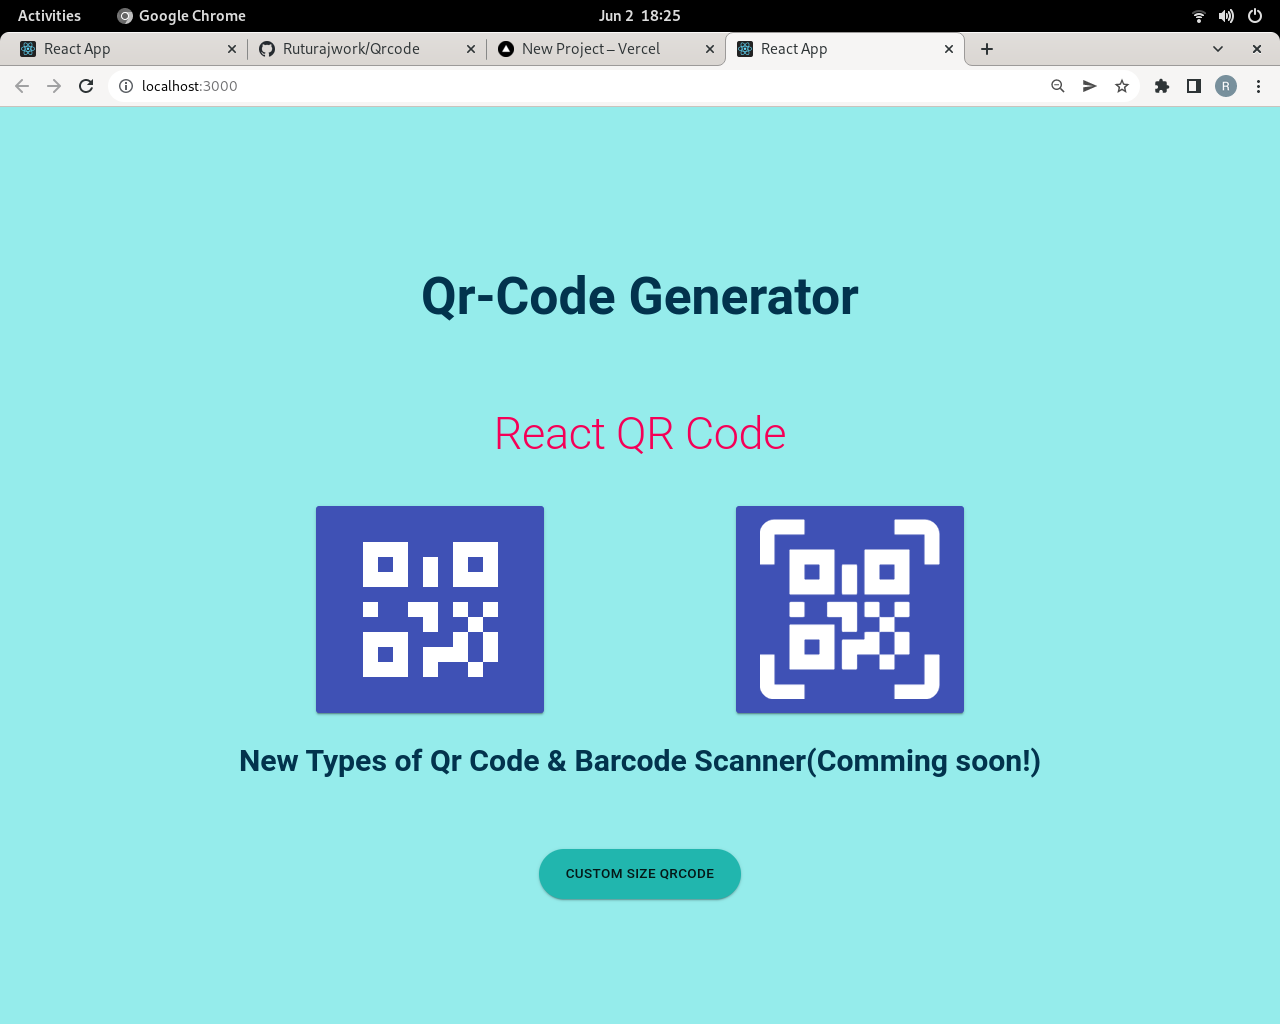 Activities Google Chrome Jun 2 18:25
React App Ruturajwork/Qrcode New Project – Vercel React App
localhost:3000 R
Qr-Code Generator
React QR Code
New Types of Qr Code & Barcode Scanner(Comming soon!)
CUSTOM SIZE QRCODE